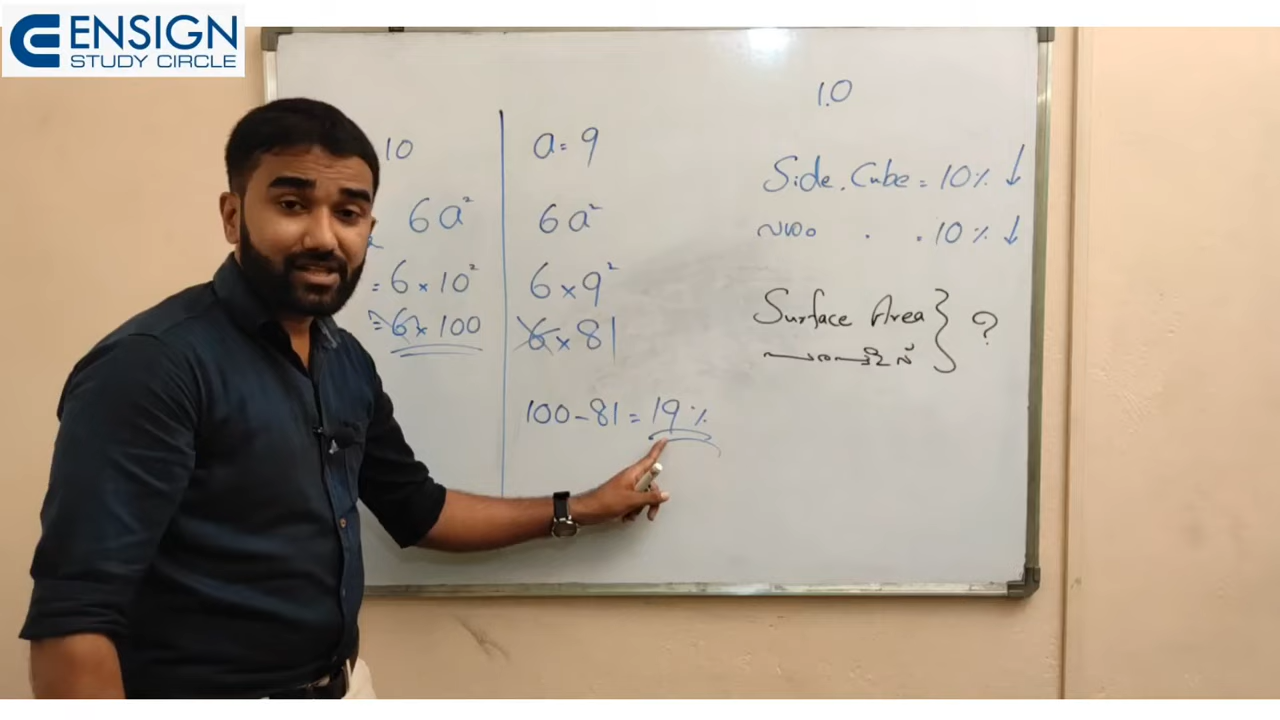 ENSIGN
STUDY CIRCLE
10
6a²
= 6 × 10²
= 6 × 100
a = 9
6a²
6 × 9²
6 × 81
100 - 81 = 19%
1.0
Side. Cube = 10% ↓
. . 10% ↓
Surface Area } ?